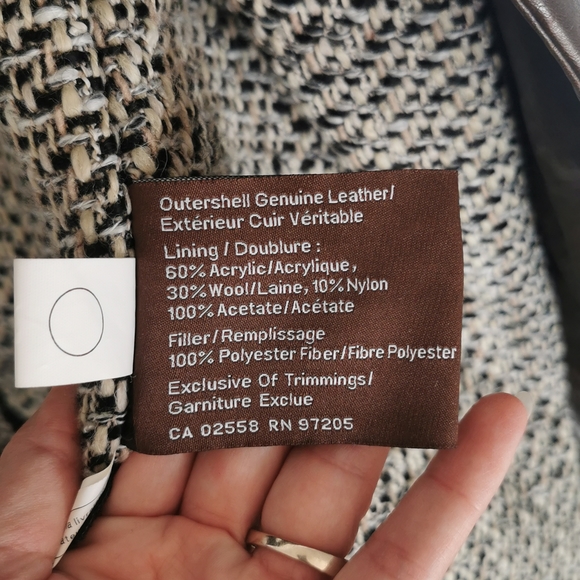 Outershell Genuine Leather/
Extérieur Cuir Véritable
Lining / Doublure :
60% Acrylic/Acrylique,
30% Wool/Laine, 10% Nylon
100% Acetate/Acétate
Filler/Remplissage
100% Polyester Fiber/Fibre Polyester
Exclusive Of Trimmings/
Garniture Exclue
CA 02558 RN 97205